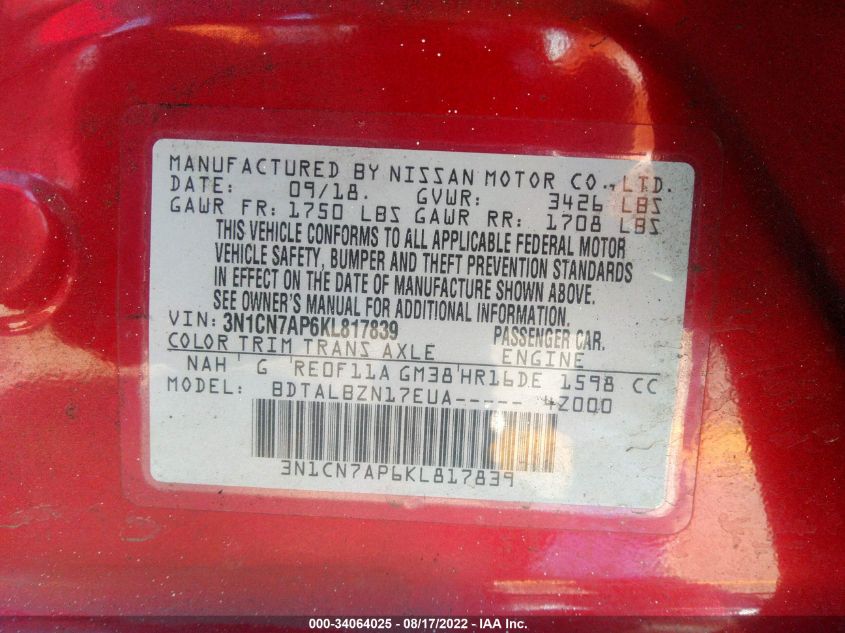 MANUFACTURED BY NISSAN MOTOR CO., LTD.
DATE: 09/18. GVWR: 3426 LBS
GAWR FR: 1750 LBS GAWR RR: 1708 LBS
THIS VEHICLE CONFORMS TO ALL APPLICABLE FEDERAL MOTOR
VEHICLE SAFETY, BUMPER AND THEFT PREVENTION STANDARDS
IN EFFECT ON THE DATE OF MANUFACTURE SHOWN ABOVE.
SEE OWNER'S MANUAL FOR ADDITIONAL INFORMATION.
VIN: 3N1CN7AP6KL817839 PASSENGER CAR.
COLOR TRIM TRANS AXLE ENGINE
NAH G RE0F11A GM38 HR16DE 1598 CC
MODEL: BDTALBZN17EUA----- 4Z000
3N1CN7AP6KL817839
000-34064025 - 08/17/2022 - IAA Inc.